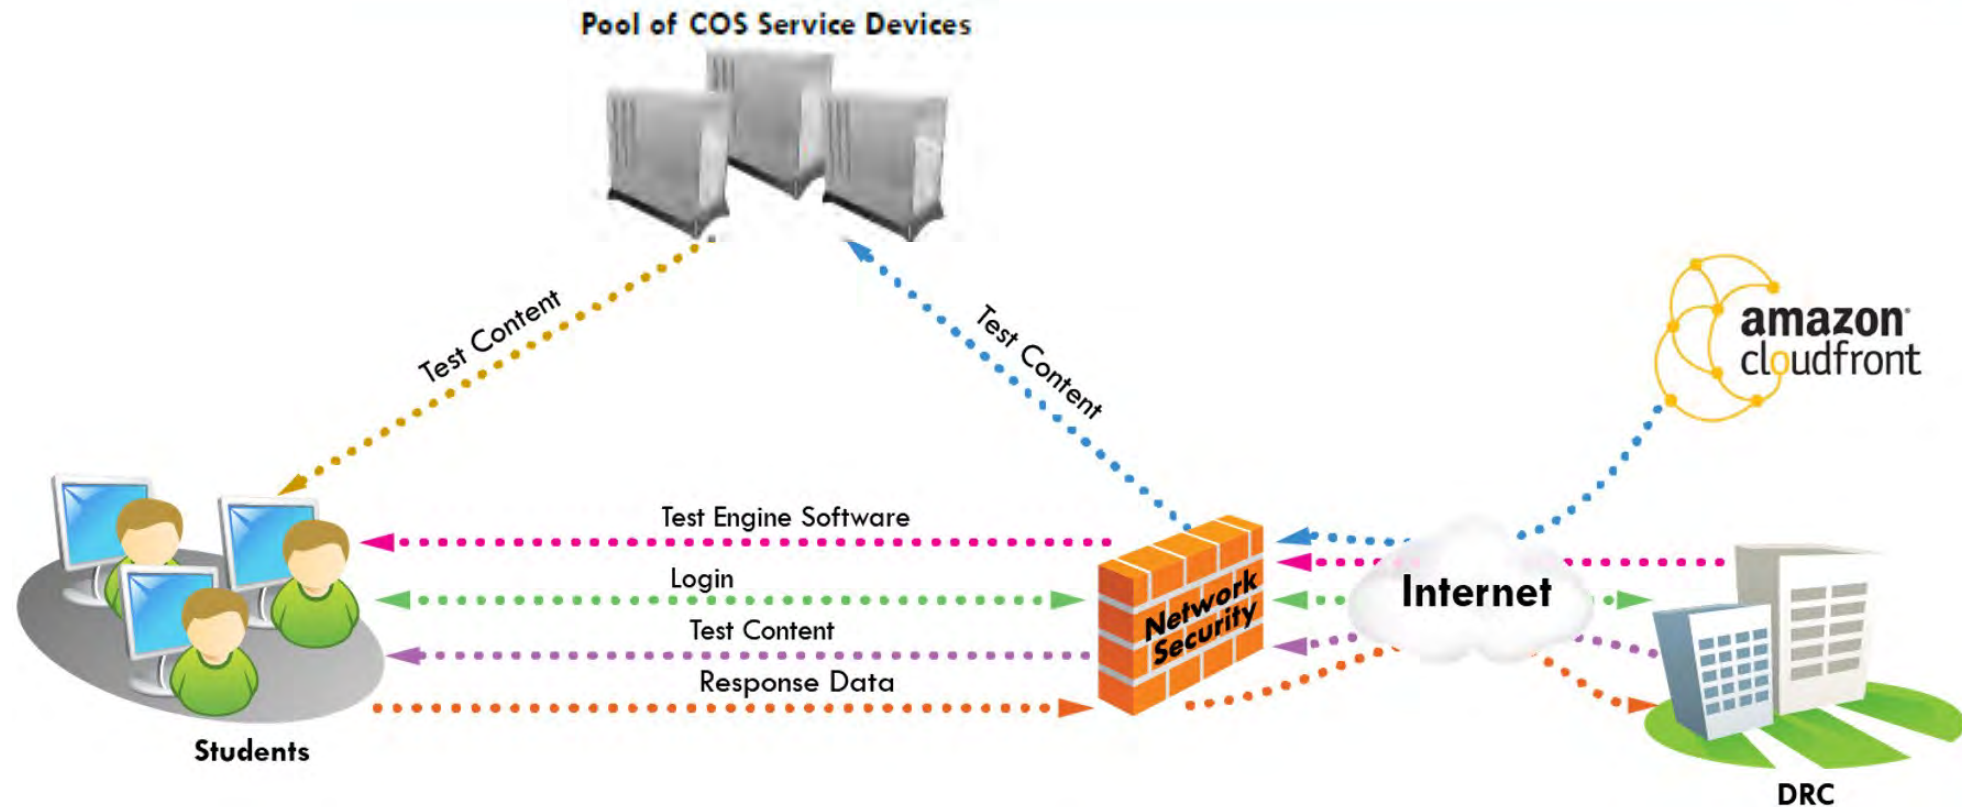 Pool of COS Service Devices
Test Content
Test Content
amazon
cloudfront
Test Engine Software
Login
Test Content
Response Data
Network
Security
Internet
Students
DRC